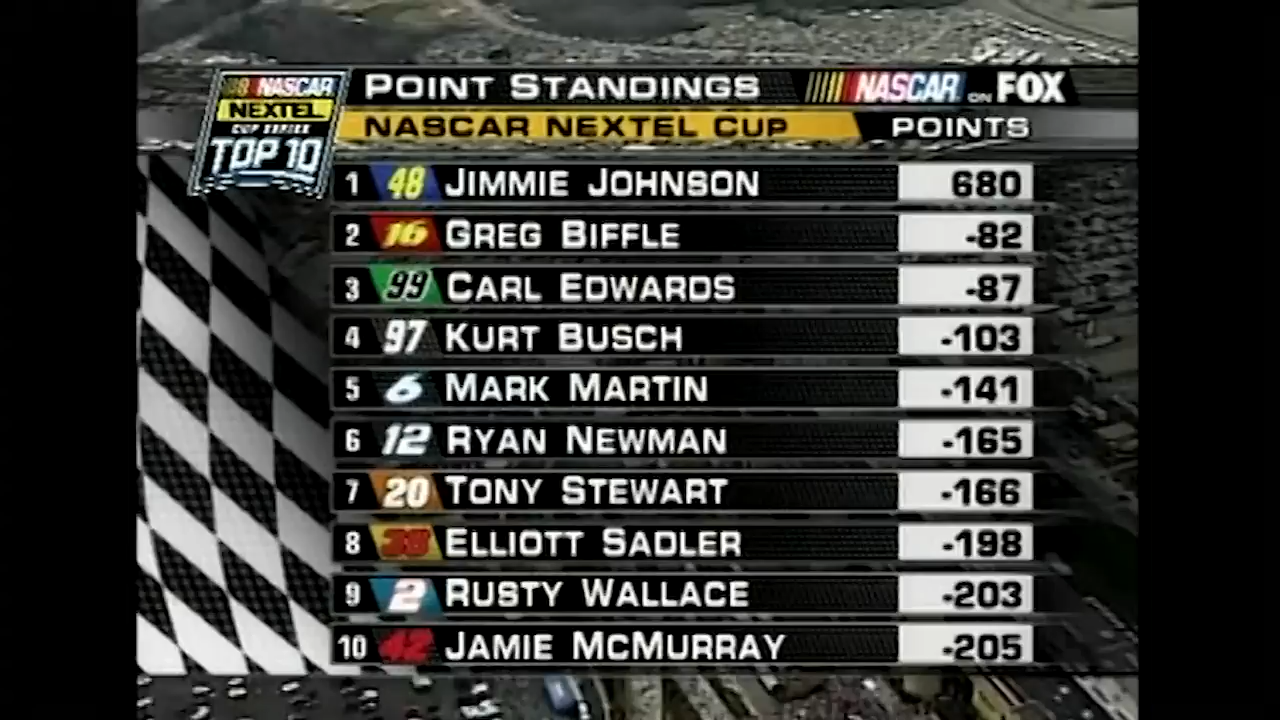 NASCAR
NEXTEL
CUP SERIES
TOP 10
POINT STANDINGS
NASCAR ON FOX
NASCAR NEXTEL CUP POINTS
1 48 JIMMIE JOHNSON 680
2 16 GREG BIFFLE -82
3 99 CARL EDWARDS -87
4 97 KURT BUSCH -103
5 6 MARK MARTIN -141
6 12 RYAN NEWMAN -165
7 20 TONY STEWART -166
8 38 ELLIOTT SADLER -198
9 2 RUSTY WALLACE -203
10 42 JAMIE MCMURRAY -205